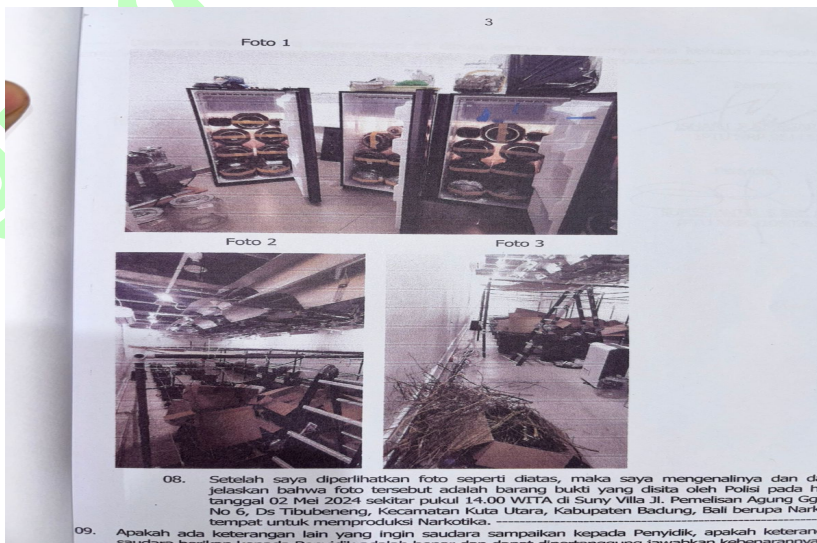 3
Foto 1
Foto 2
Foto 3
08. Setelah saya diperlihatkan foto seperti diatas, maka saya mengenalinya dan
jelaskan bahwa foto tersebut adalah barang bukti yang disita oleh Polisi pada
tanggal 02 Mei 2024 sekitar pukul 14.00 WITA di Suny Villa Jl. Pemelisan Agung Gg
No 6, Ds Tibubeneng, Kecamatan Kuta Utara, Kabupaten Badung, Bali berupa
tempat untuk memproduksi Narkotika.
09. Apakah ada keterangan lain yang ingin saudara sampaikan kepada Penyidik, apakah